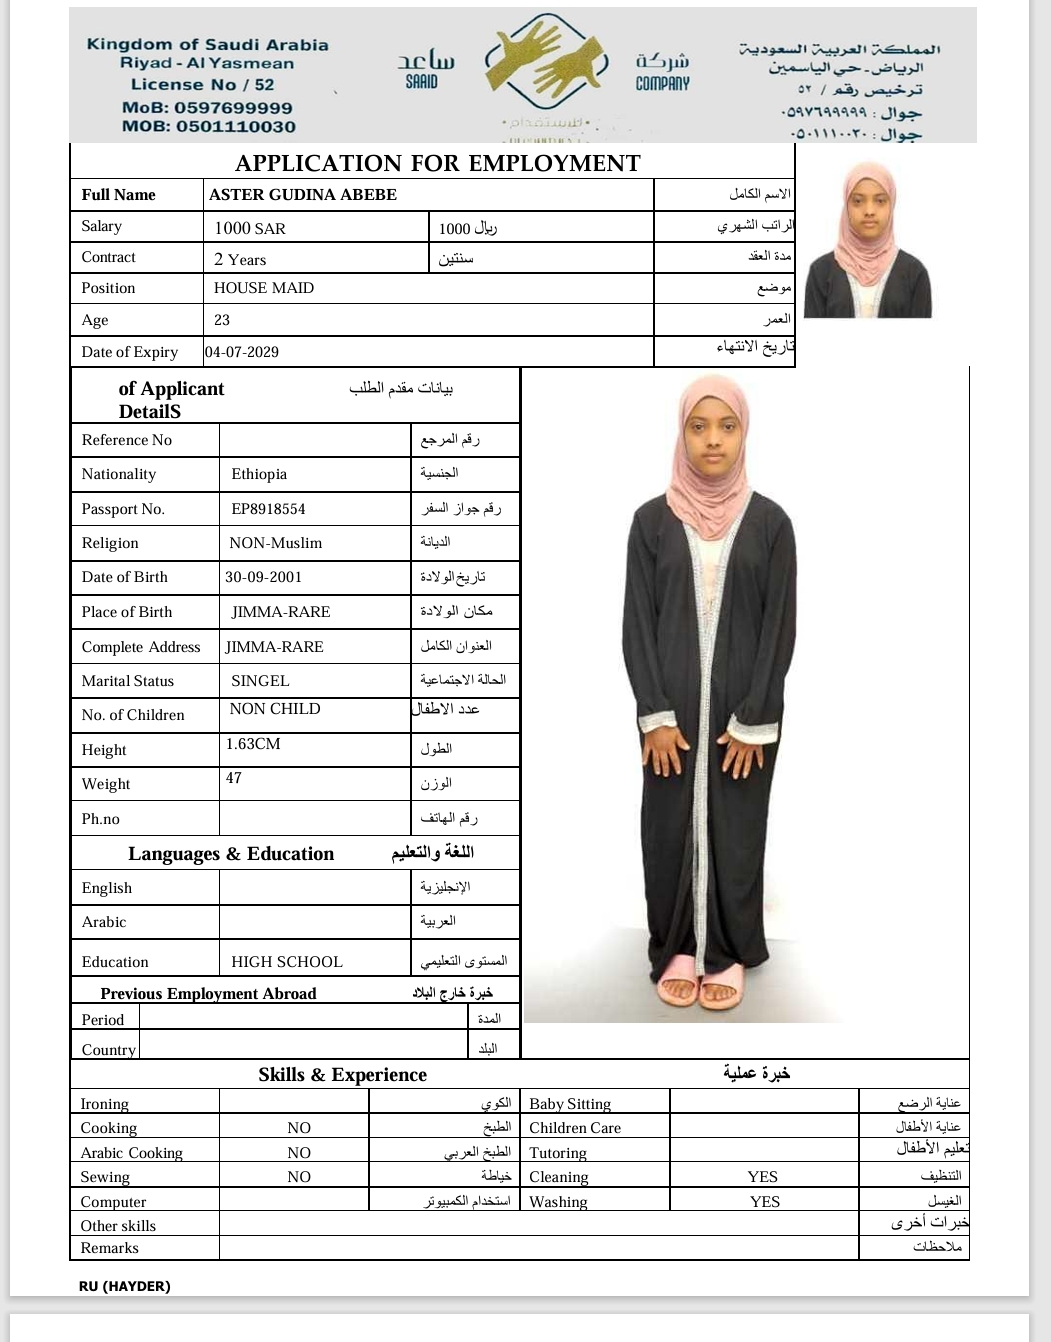 Kingdom of Saudi Arabia
Riyadh - Al Yasmean
License No / 52
MoB: 0597699999
MOB: 0501110030
ساعد شركة
SAAID COMPANY
للاستقدام
المملكة العربية السعودية
الرياض - حي الياسمين
ترخيص رقم / ٥٢
جوال : ٠٥٩٧٦٩٩٩٩٩
جوال : ٠٥٠١١١٠٠٣٠
APPLICATION FOR EMPLOYMENT
Full Name ASTER GUDINA ABEBE الاسم الكامل
Salary 1000 SAR 1000 ريال الراتب الشهري
Contract 2 Years سنتين مدة العقد
Position HOUSE MAID موضع
Age 23 العمر
Date of Expiry 04-07-2029 تاريخ الانتهاء
of Applicant بيانات مقدم الطلب
DetailS
Reference No رقم المرجع
Nationality Ethiopia الجنسية
Passport No. EP8918554 رقم جواز السفر
Religion NON-Muslim الديانة
Date of Birth 30-09-2001 تاريخ الولادة
Place of Birth JIMMA-RARE مكان الولادة
Complete Address JIMMA-RARE العنوان الكامل
Marital Status SINGEL الحالة الاجتماعية
No. of Children NON CHILD عدد الاطفال
Height 1.63CM الطول
Weight 47 الوزن
Ph.no رقم الهاتف
Languages & Education اللغة والتعليم
English الإنجليزية
Arabic العربية
Education HIGH SCHOOL المستوى التعليمي
Previous Employment Abroad خبرة خارج البلاد
Period المدة
Country البلد
Skills & Experience خبرة عملية
Ironing الكوي Baby Sitting عناية الرضع
Cooking NO الطبخ Children Care عناية الأطفال
Arabic Cooking NO الطبخ العربي Tutoring تعليم الأطفال
Sewing NO خياطة Cleaning YES التنظيف
Computer استخدام الكمبيوتر Washing YES الغيسل
Other skills خبرات أخرى
Remarks ملاحظات
RU (HAYDER)